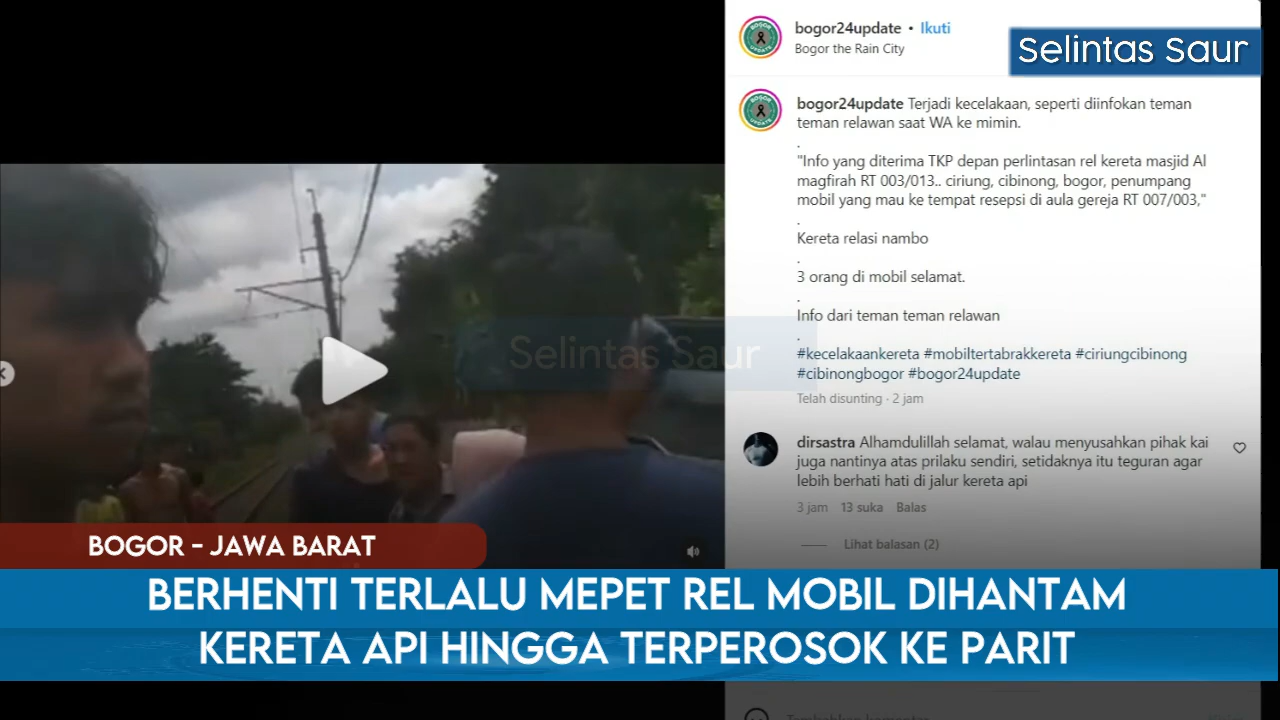 bogor24update • Ikuti
Bogor the Rain City
Selintas Saur
bogor24update Terjadi kecelakaan, seperti diinfokan teman
teman relawan saat WA ke mimin.
.
"Info yang diterima TKP depan perlintasan rel kereta masjid Al
magfirah RT 003/013.. ciriung, cibinong, bogor, penumpang
mobil yang mau ke tempat resepsi di aula gereja RT 007/003,"
.
Kereta relasi nambo
.
3 orang di mobil selamat.
.
Info dari teman teman relawan
.
#kecelakaankereta #mobiltertabrakkereta #ciriungcibinong
#cibinongbogor #bogor24update
Telah disunting · 2 jam
Selintas Saur
dirsastra Alhamdulillah selamat, walau menyusahkan pihak kai
juga nantinya atas prilaku sendiri, setidaknya itu teguran agar
lebih berhati hati di jalur kereta api
3 jam 13 suka Balas
Lihat balasan (2)
BOGOR - JAWA BARAT
BERHENTI TERLALU MEPET REL MOBIL DIHANTAM
KERETA API HINGGA TERPEROSOK KE PARIT